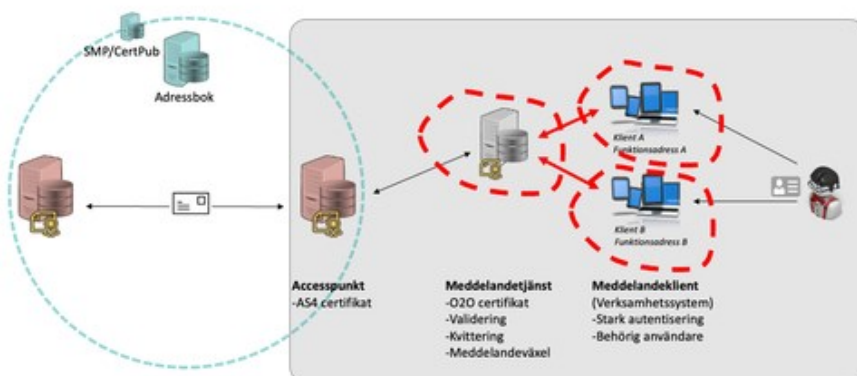 SMP/CertPub
Adressbok
Klient A
Funktionsadress A
Klient B
Funktionsadress B
Accesspunkt
-AS4 certifikat
Meddelandetjänst
-O2O certifikat
-Validering
-Kvittering
-Meddelandeväxel
Meddelandeklient
(Verksamhetssystem)
-Stark autentisering
-Behörig användare